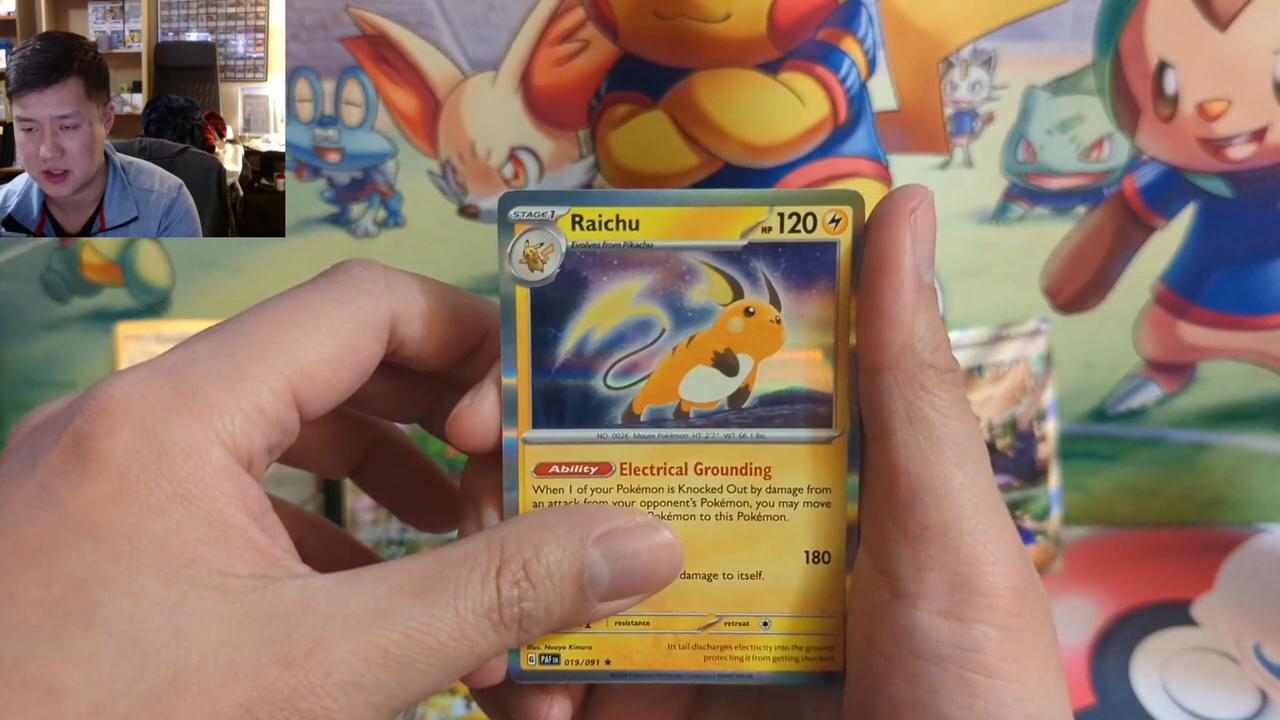 STAGE 1
Raichu
HP 120
Evolves from Pikachu
NO. 0026 Mouse Pokémon HT: 2'7" WT: 66.1 lbs.
Ability Electrical Grounding
When 1 of your Pokémon is Knocked Out by damage from
an attack from your opponent's Pokémon, you may move
Pokémon to this Pokémon.
180
damage to itself.
resistance retreat
Illus. Naoyo Kimura
Its tail discharges electricity into the ground
protecting it from getting shocked.
G PAF EN 019/091 ★